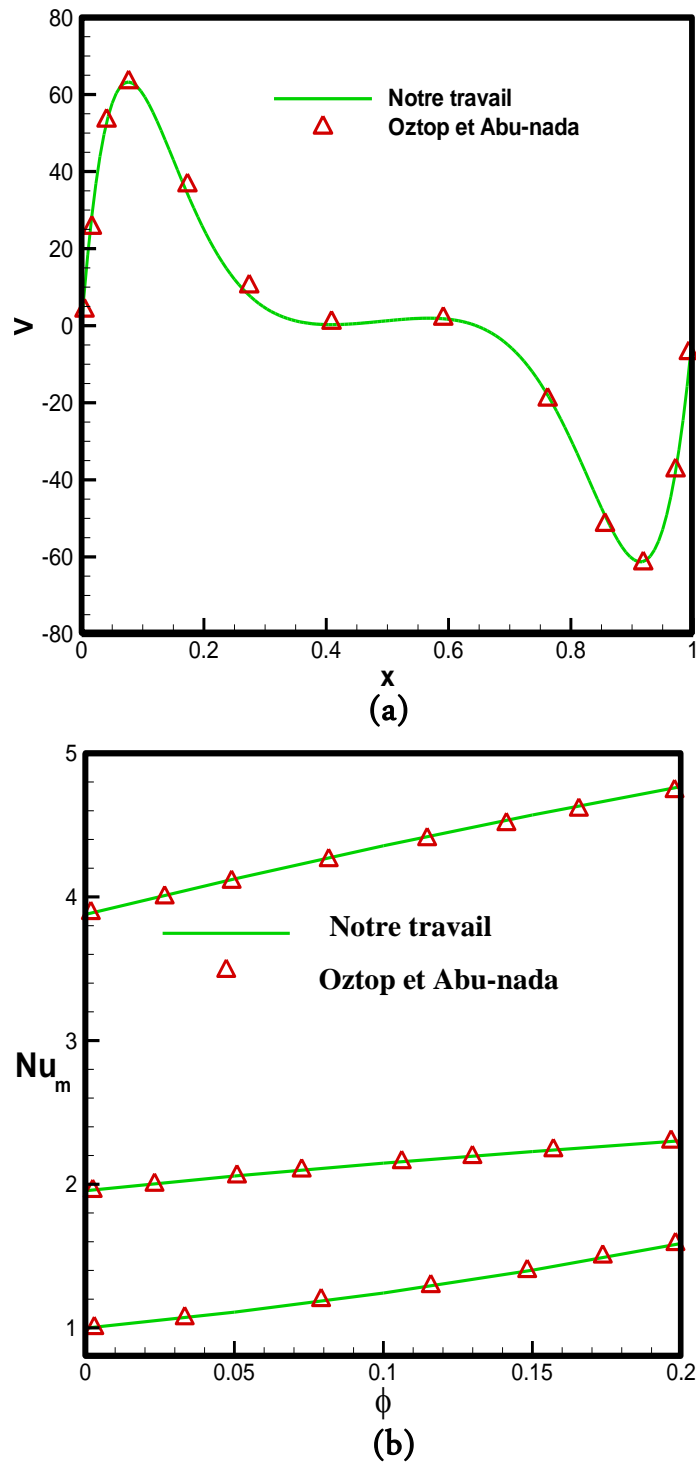 80
60
40
20
0
-20
-40
-60
-80
V
Notre travail
Oztop et Abu-nada
0 0.2 0.4 0.6 0.8 1
x
(a)
5
4
3
2
1
Nu_m
Notre travail
Oztop et Abu-nada
0 0.05 0.1 0.15 0.2
ϕ
(b)